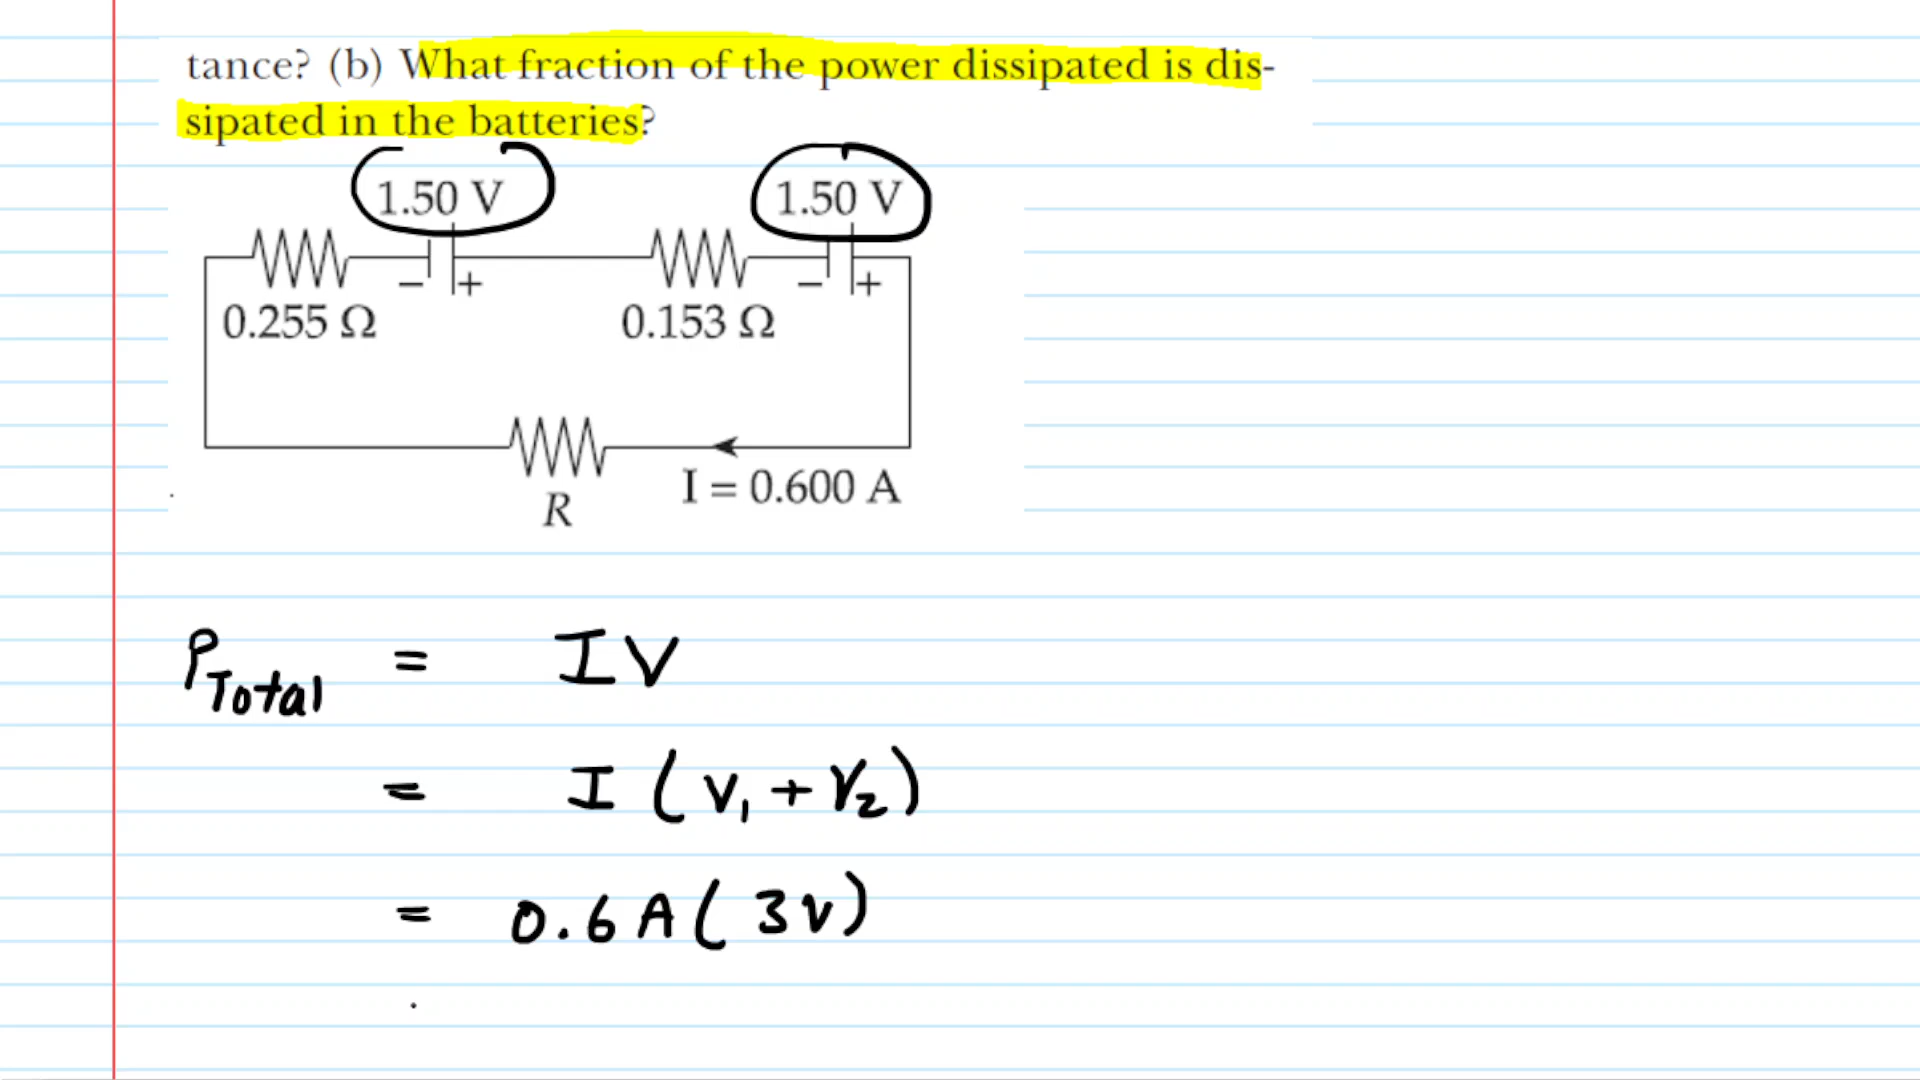 tance? (b) What fraction of the power dissipated is dis-
sipated in the batteries?
1.50 V 1.50 V
− + − +
0.255 Ω 0.153 Ω
R I = 0.600 A
P_Total = IV
= I (V₁ + V₂)
= 0.6 A ( 3V)